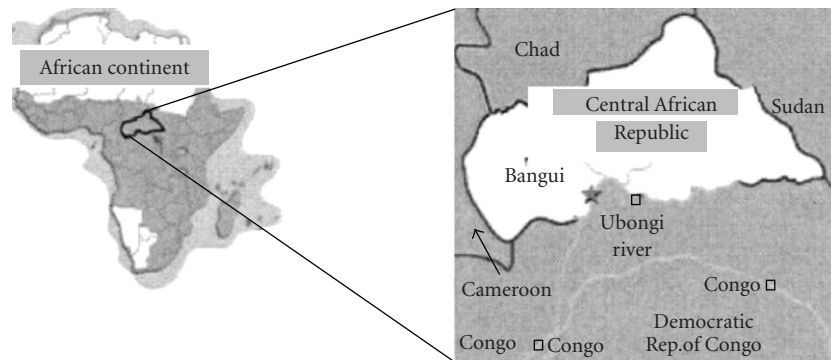 African continent
Chad
Central African
Republic
Sudan
Bangui
Ubongi
river
Cameroon
Congo
Democratic
Rep.of Congo
Congo
Congo